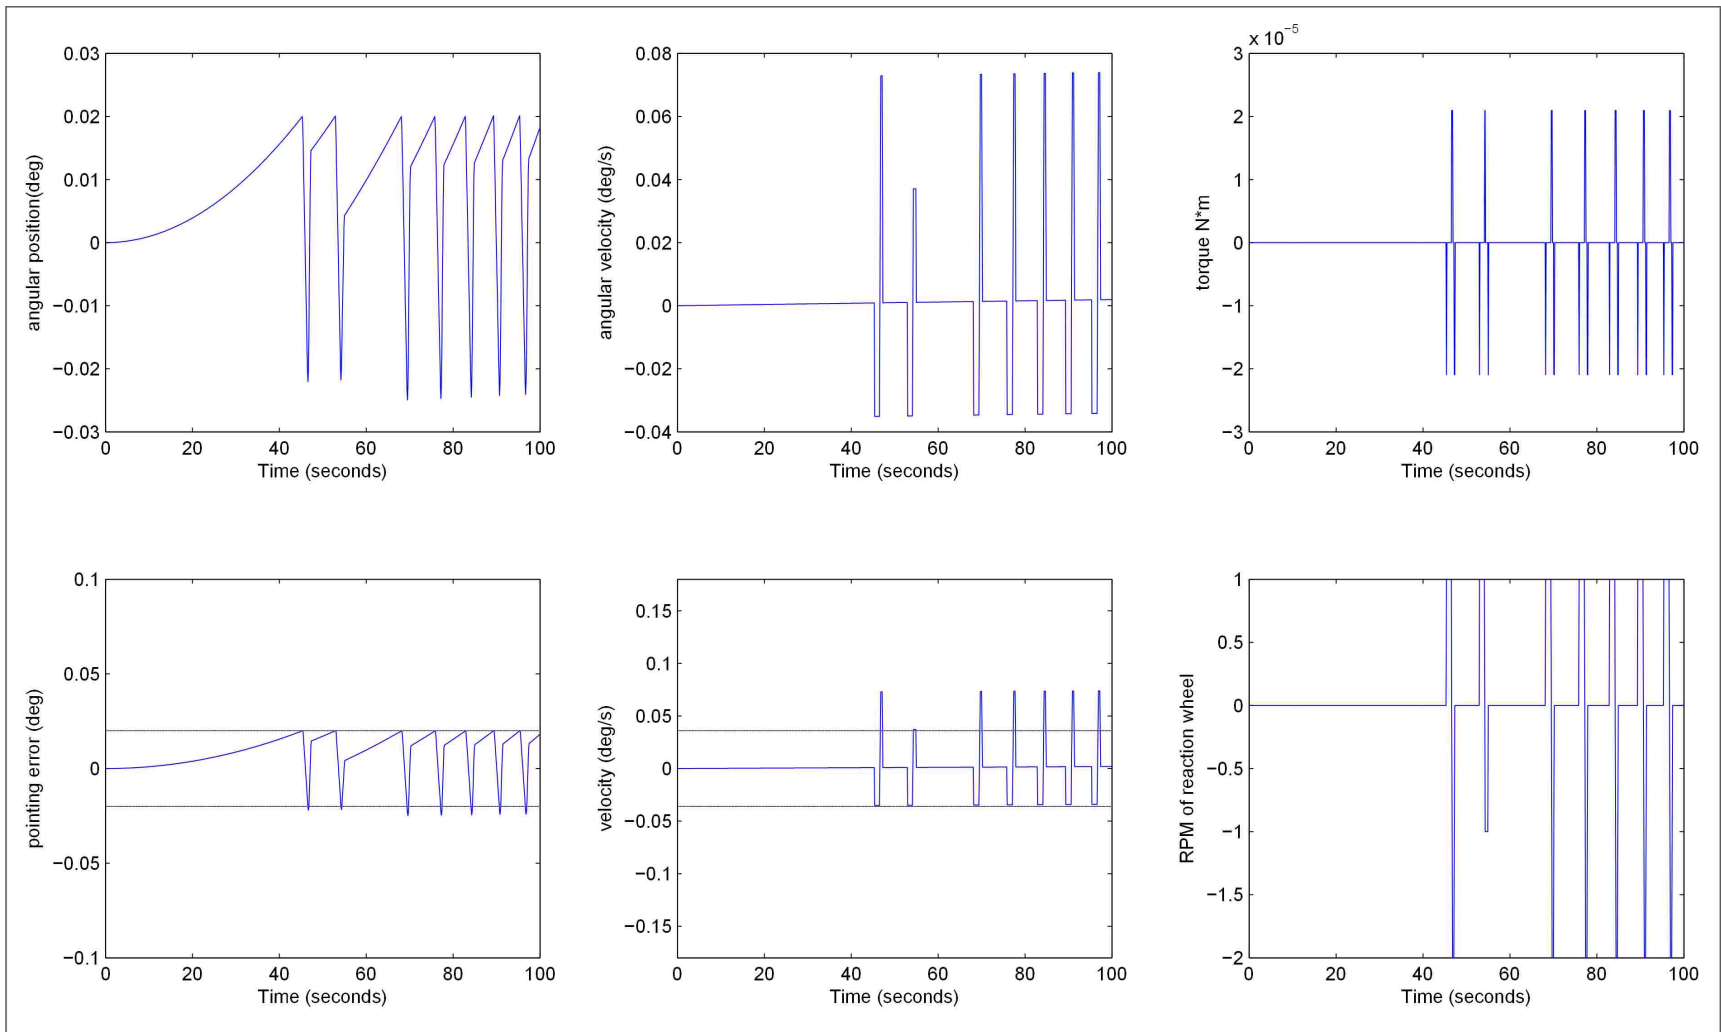 0.03
0.02
0.01
0
−0.01
−0.02
−0.03
0 20 40 60 80 100
Time (seconds)
angular position(deg)
0.08
0.06
0.04
0.02
0
−0.02
−0.04
0 20 40 60 80 100
Time (seconds)
angular velocity (deg/s)
x 10−5
3
2
1
0
−1
−2
−3
0 20 40 60 80 100
Time (seconds)
torque N*m
0.1
0.05
0
−0.05
−0.1
0 20 40 60 80 100
Time (seconds)
pointing error (deg)
0.15
0.1
0.05
0
−0.05
−0.1
−0.15
0 20 40 60 80 100
Time (seconds)
velocity (deg/s)
1
0.5
0
−0.5
−1
−1.5
−2
0 20 40 60 80 100
Time (seconds)
RPM of reaction wheel